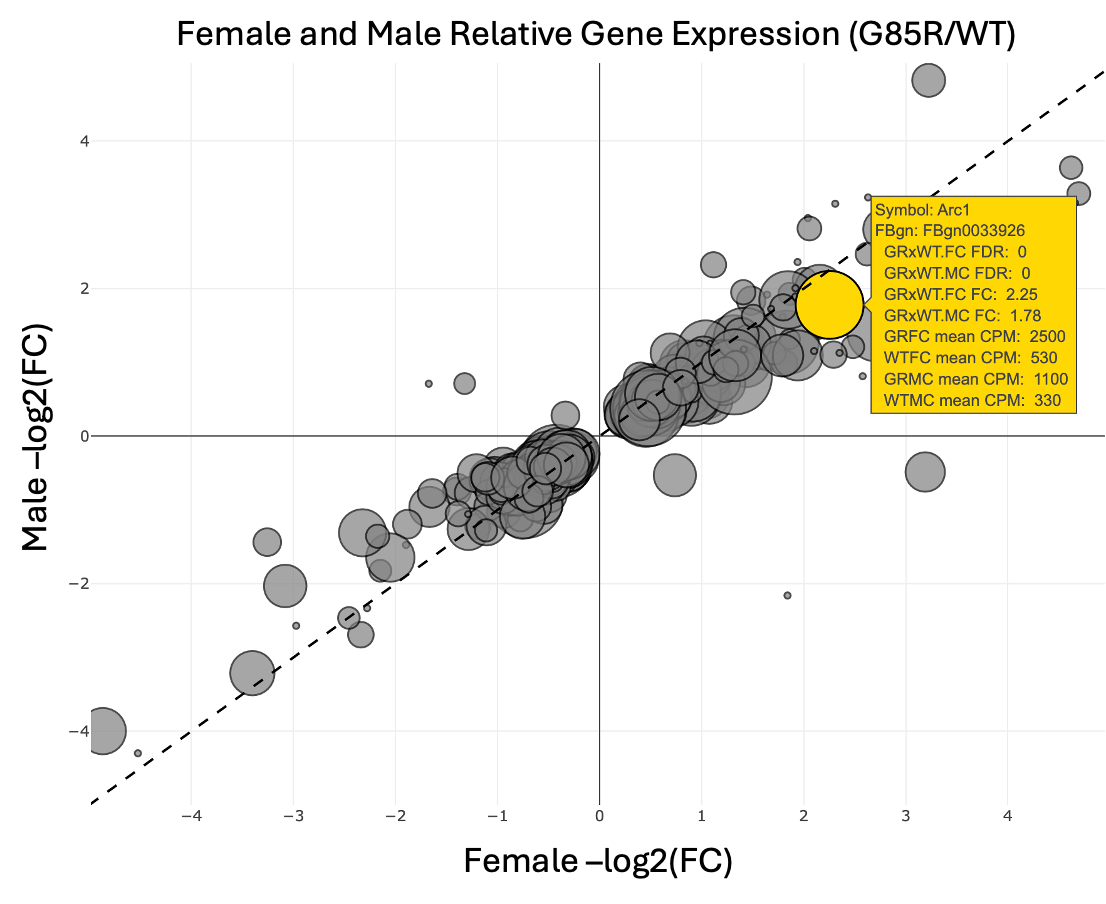 Female and Male Relative Gene Expression (G85R/WT)
Male –log2(FC)
4
2
0
−2
−4
Symbol: Arc1
FBgn: FBgn0033926
GRxWT.FC FDR: 0
GRxWT.MC FDR: 0
GRxWT.FC FC: 2.25
GRxWT.MC FC: 1.78
GRFC mean CPM: 2500
WTFC mean CPM: 530
GRMC mean CPM: 1100
WTMC mean CPM: 330
−4 −3 −2 −1 0 1 2 3 4
Female –log2(FC)